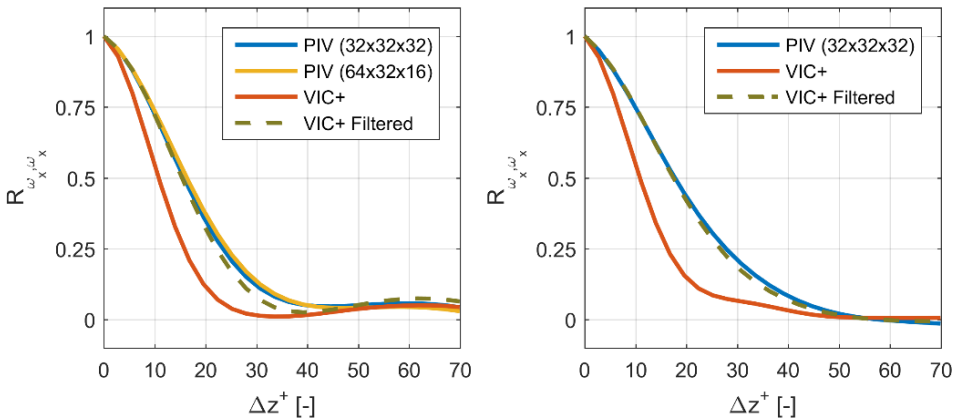 1
0.75
0.5
0.25
0
R ω_x,ω_x
PIV (32x32x32)
PIV (64x32x16)
VIC+
VIC+ Filtered
0 10 20 30 40 50 60 70
Δz⁺ [-]
1
0.75
0.5
0.25
0
R ω_x,ω_x
PIV (32x32x32)
VIC+
VIC+ Filtered
0 10 20 30 40 50 60 70
Δz⁺ [-]